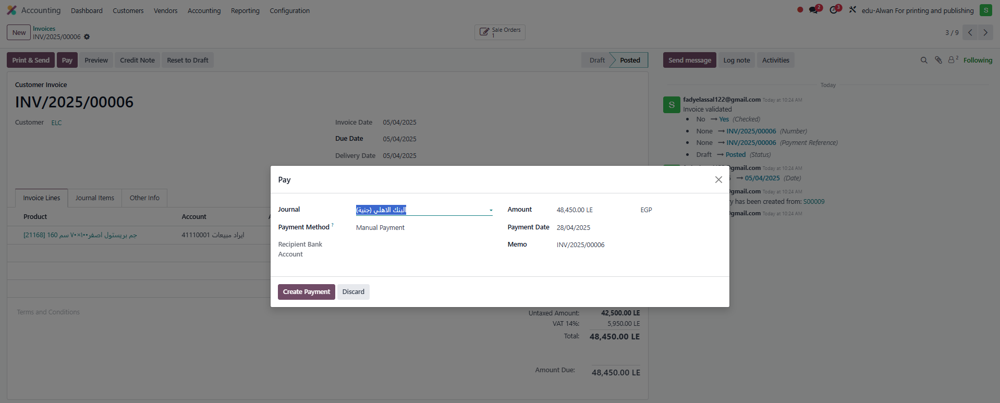 Accounting Dashboard Customers Vendors Accounting Reporting Configuration
2 3 edu-Alwan For printing and publishing S
New Invoices
INV/2025/00006
Sale Orders
1
3 / 9
Print & Send Pay Preview Credit Note Reset to Draft Draft Posted
Send message Log note Activities 2 Following
Customer Invoice
INV/2025/00006
Customer ELC
Invoice Date 05/04/2025
Due Date 05/04/2025
Delivery Date 05/04/2025
Invoice Lines Journal Items Other Info
Product Account
[21168] جم بريستول اصفر١٠٠×٧٠ سم 160
41110001 ايراد مبيعات
Terms and Conditions
Pay
Journal البنك الاهلي (جنية)
Payment Method ? Manual Payment
Recipient Bank
Account
Amount 48,450.00 LE EGP
Payment Date 28/04/2025
Memo INV/2025/00006
Create Payment Discard
Untaxed Amount: 42,500.00 LE
VAT 14%: 5,950.00 LE
Total: 48,450.00 LE
Amount Due: 48,450.00 LE
Today
S
fadyelassal122@gmail.com Today at 10:24 AM
Invoice validated
No → Yes (Checked)
None → INV/2025/00006 (Number)
None → INV/2025/00006 (Payment Reference)
Draft → Posted (Status)
@gmail.com Today at 10:24 AM
→ 05/04/2025 (Date)
@gmail.com Today at 10:24 AM
has been created from: S00009
@gmail.com Today at 10:24 AM